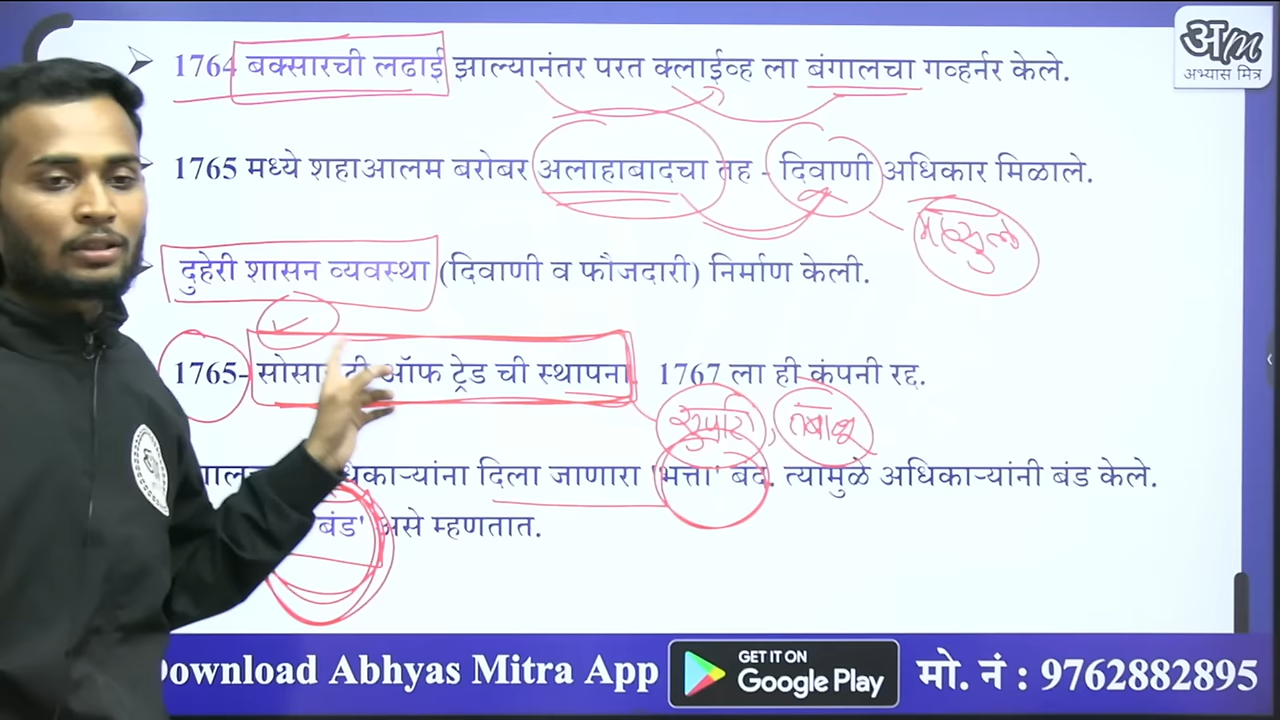 अm
अभ्यास मित्र
1764 बक्सारची लढाई झाल्यानंतर परत क्लाईव्ह ला बंगालचा गव्हर्नर केले.
1765 मध्ये शहाआलम बरोबर अलाहाबादचा तह - दिवाणी अधिकार मिळाले.
महसुल
दुहेरी शासन व्यवस्था (दिवाणी व फौजदारी) निर्माण केली.
1765- ऑफ ट्रेड ची स्थापना 1767 ला ही कंपनी रद्द.
सुपारी, तंबाखू
दिला जाणारा 'भत्ता' बंद. त्यामुळे अधिकाऱ्यांनी बंड केले.
बंड' असे म्हणतात.
Download Abhyas Mitra App GET IT ON Google Play मो. नं : 9762882895